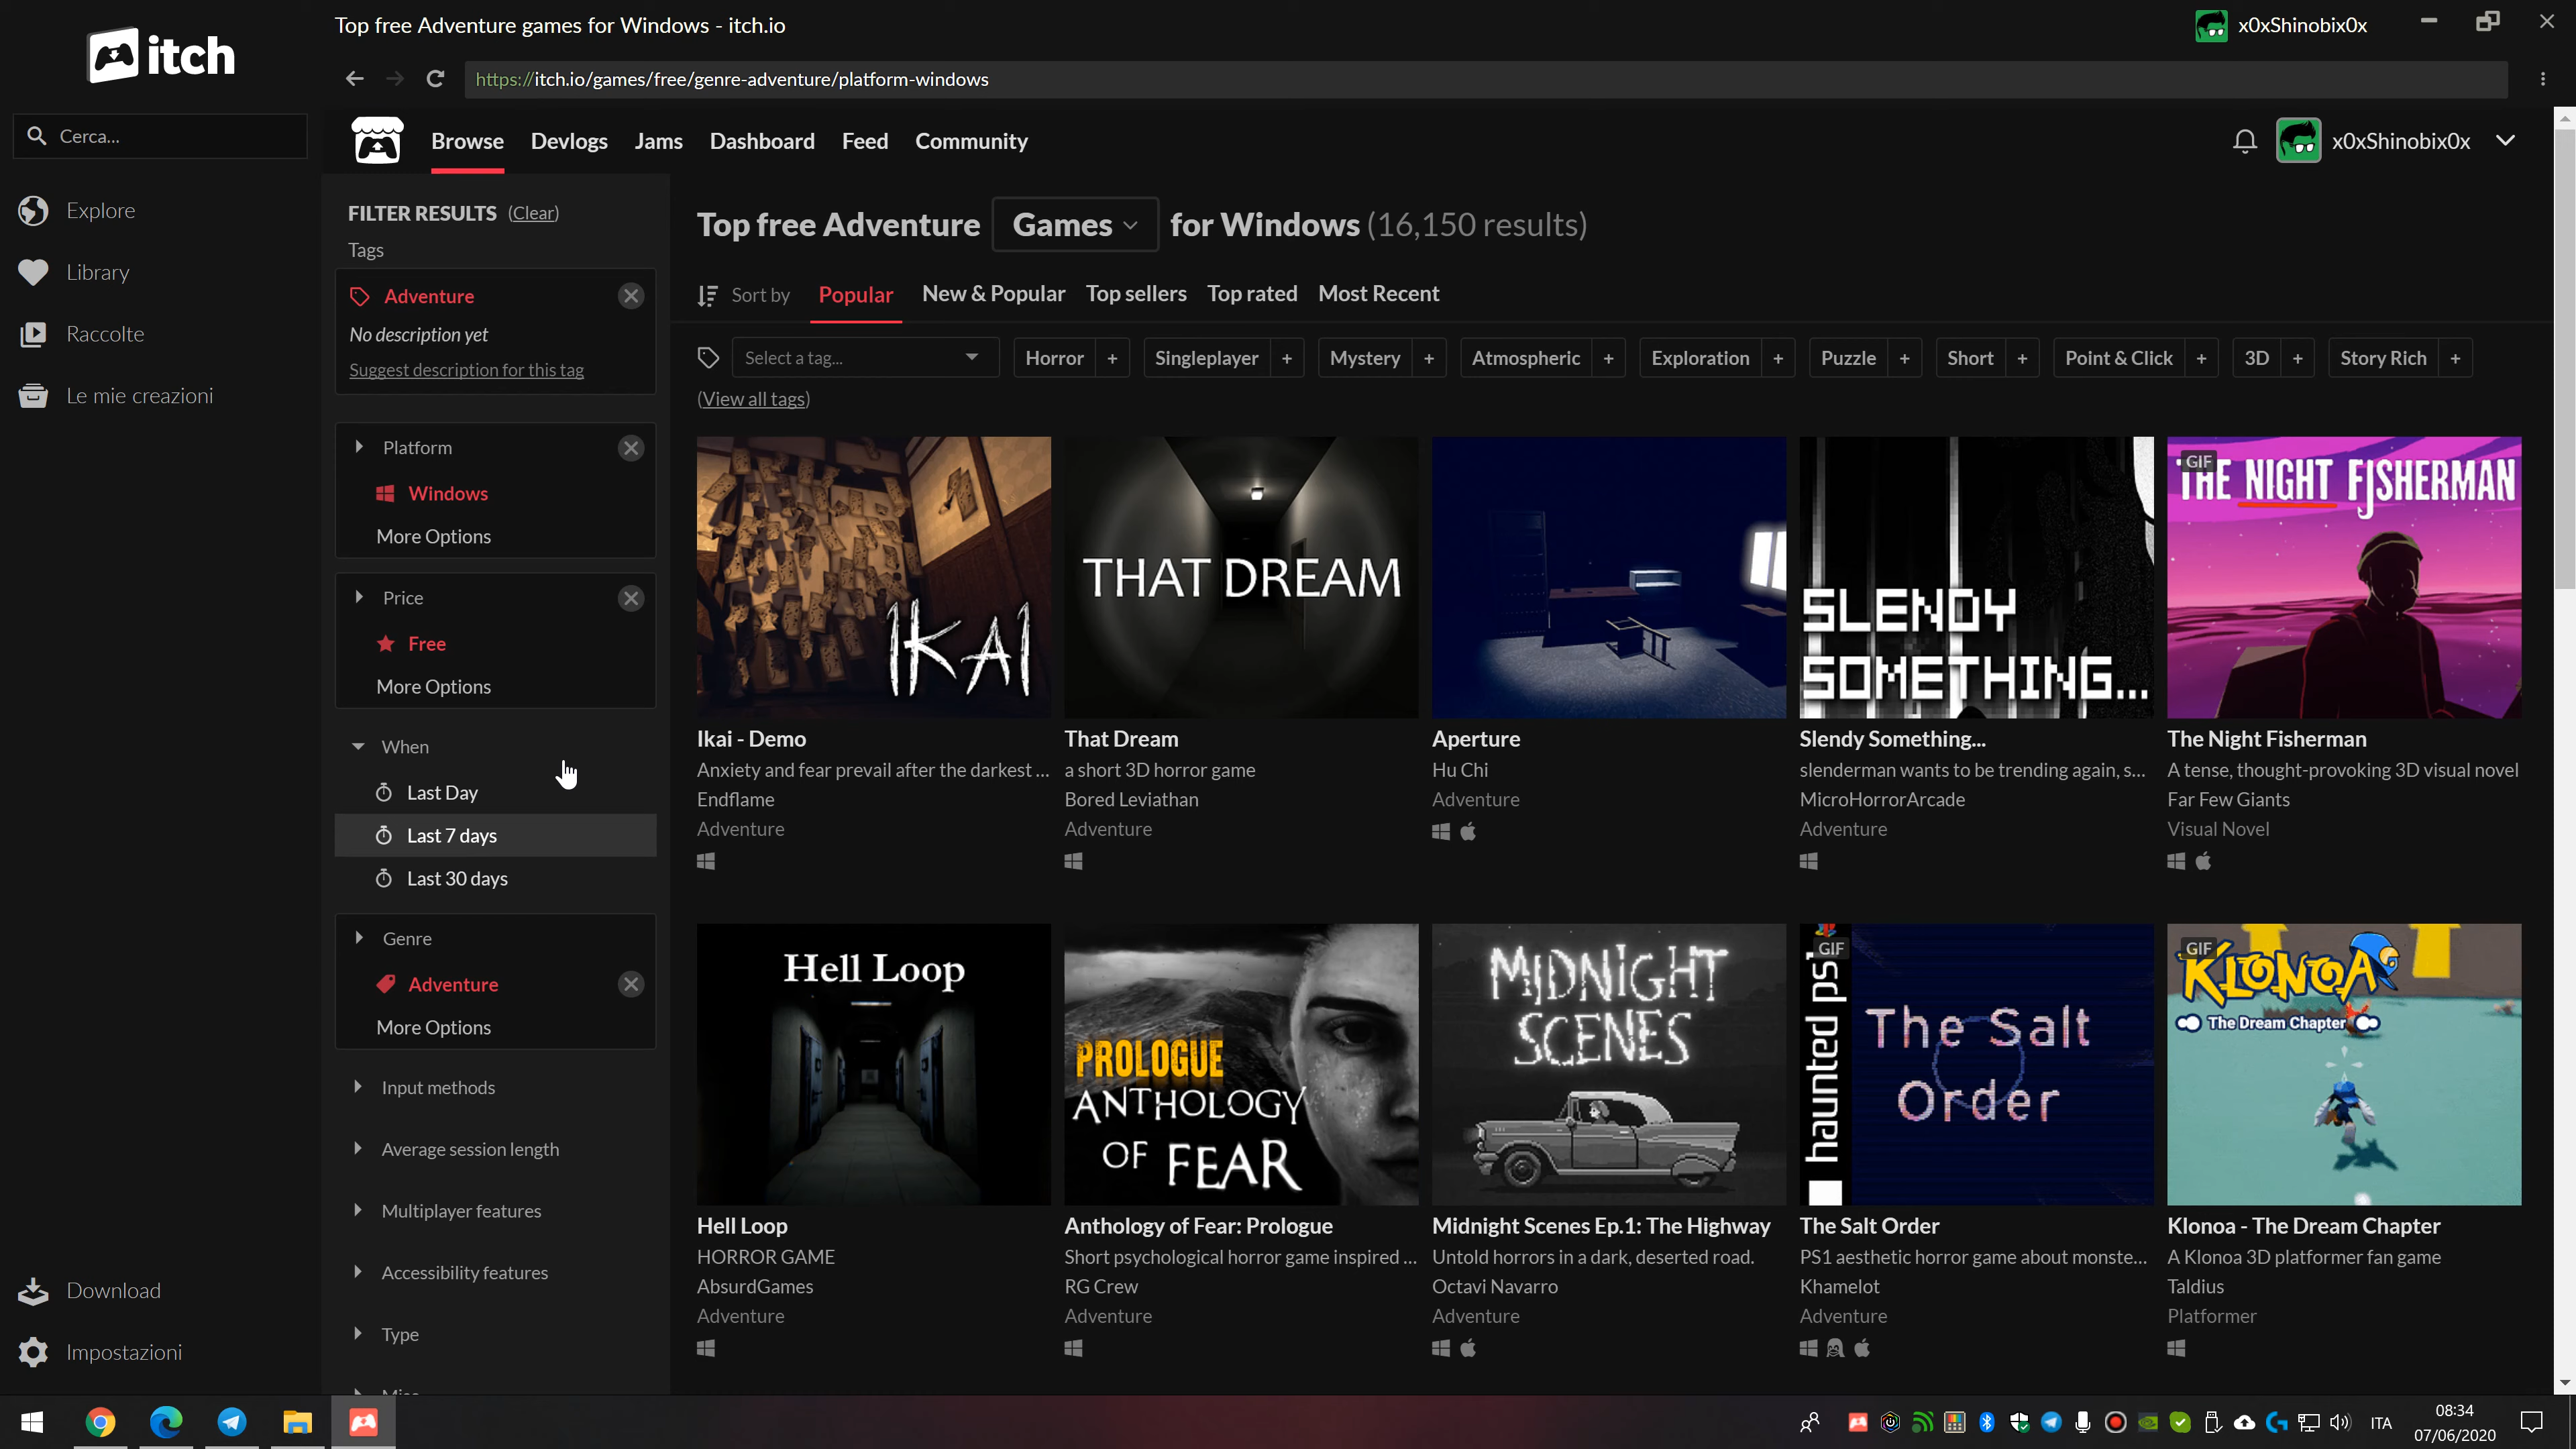 itch
Top free Adventure games for Windows - itch.io
x0xShinobix0x
https://itch.io/games/free/genre-adventure/platform-windows
Cerca...
Explore
Library
Raccolte
Le mie creazioni
Download
Impostazioni
Browse Devlogs Jams Dashboard Feed Community
x0xShinobix0x
FILTER RESULTS (Clear)
Tags
Adventure
No description yet
Suggest description for this tag
Platform
Windows
More Options
Price
Free
More Options
When
Last Day
Last 7 days
Last 30 days
Genre
Adventure
More Options
Input methods
Average session length
Multiplayer features
Accessibility features
Type
Misc
Top free Adventure Games for Windows (16,150 results)
Sort by Popular New & Popular Top sellers Top rated Most Recent
Select a tag... Horror + Singleplayer + Mystery + Atmospheric + Exploration + Puzzle + Short + Point & Click + 3D + Story Rich +
(View all tags)
IKAI
Ikai - Demo
Anxiety and fear prevail after the darkest ...
Endflame
Adventure
THAT DREAM
That Dream
a short 3D horror game
Bored Leviathan
Adventure
Aperture
Hu Chi
Adventure
SLENDY
SOMETHING...
Slendy Something...
slenderman wants to be trending again, s...
MicroHorrorArcade
Adventure
GIF
THE NIGHT FISHERMAN
The Night Fisherman
A tense, thought-provoking 3D visual novel
Far Few Giants
Visual Novel
Hell Loop
Hell Loop
HORROR GAME
AbsurdGames
Adventure
PROLOGUE
ANTHOLOGY
OF FEAR
Anthology of Fear: Prologue
Short psychological horror game inspired ...
RG Crew
Adventure
MIDNIGHT
SCENES
Midnight Scenes Ep.1: The Highway
Untold horrors in a dark, deserted road.
Octavi Navarro
Adventure
GIF
haunted ps
The Salt
Order
The Salt Order
PS1 aesthetic horror game about monste...
Khamelot
Adventure
GIF
KLONOA
The Dream Chapter
Klonoa - The Dream Chapter
A Klonoa 3D platformer fan game
Taldius
Platformer
ITA
08:34
07/06/2020